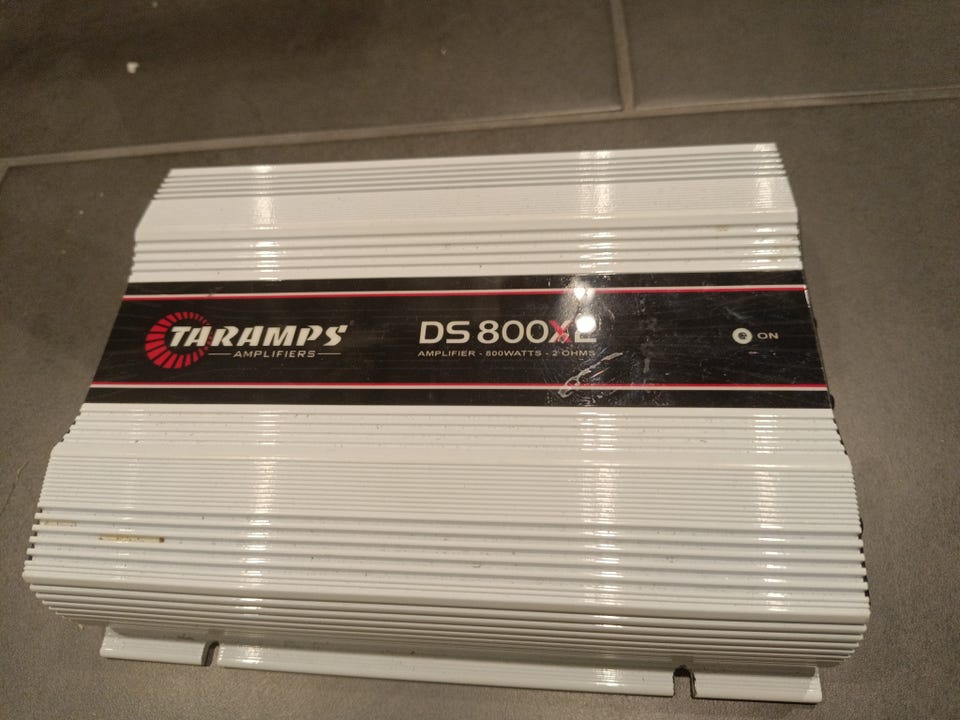 TARAMPS
AMPLIFIERS
DS 800X2
AMPLIFIER - 800WATTS - 2 OHMS
ON